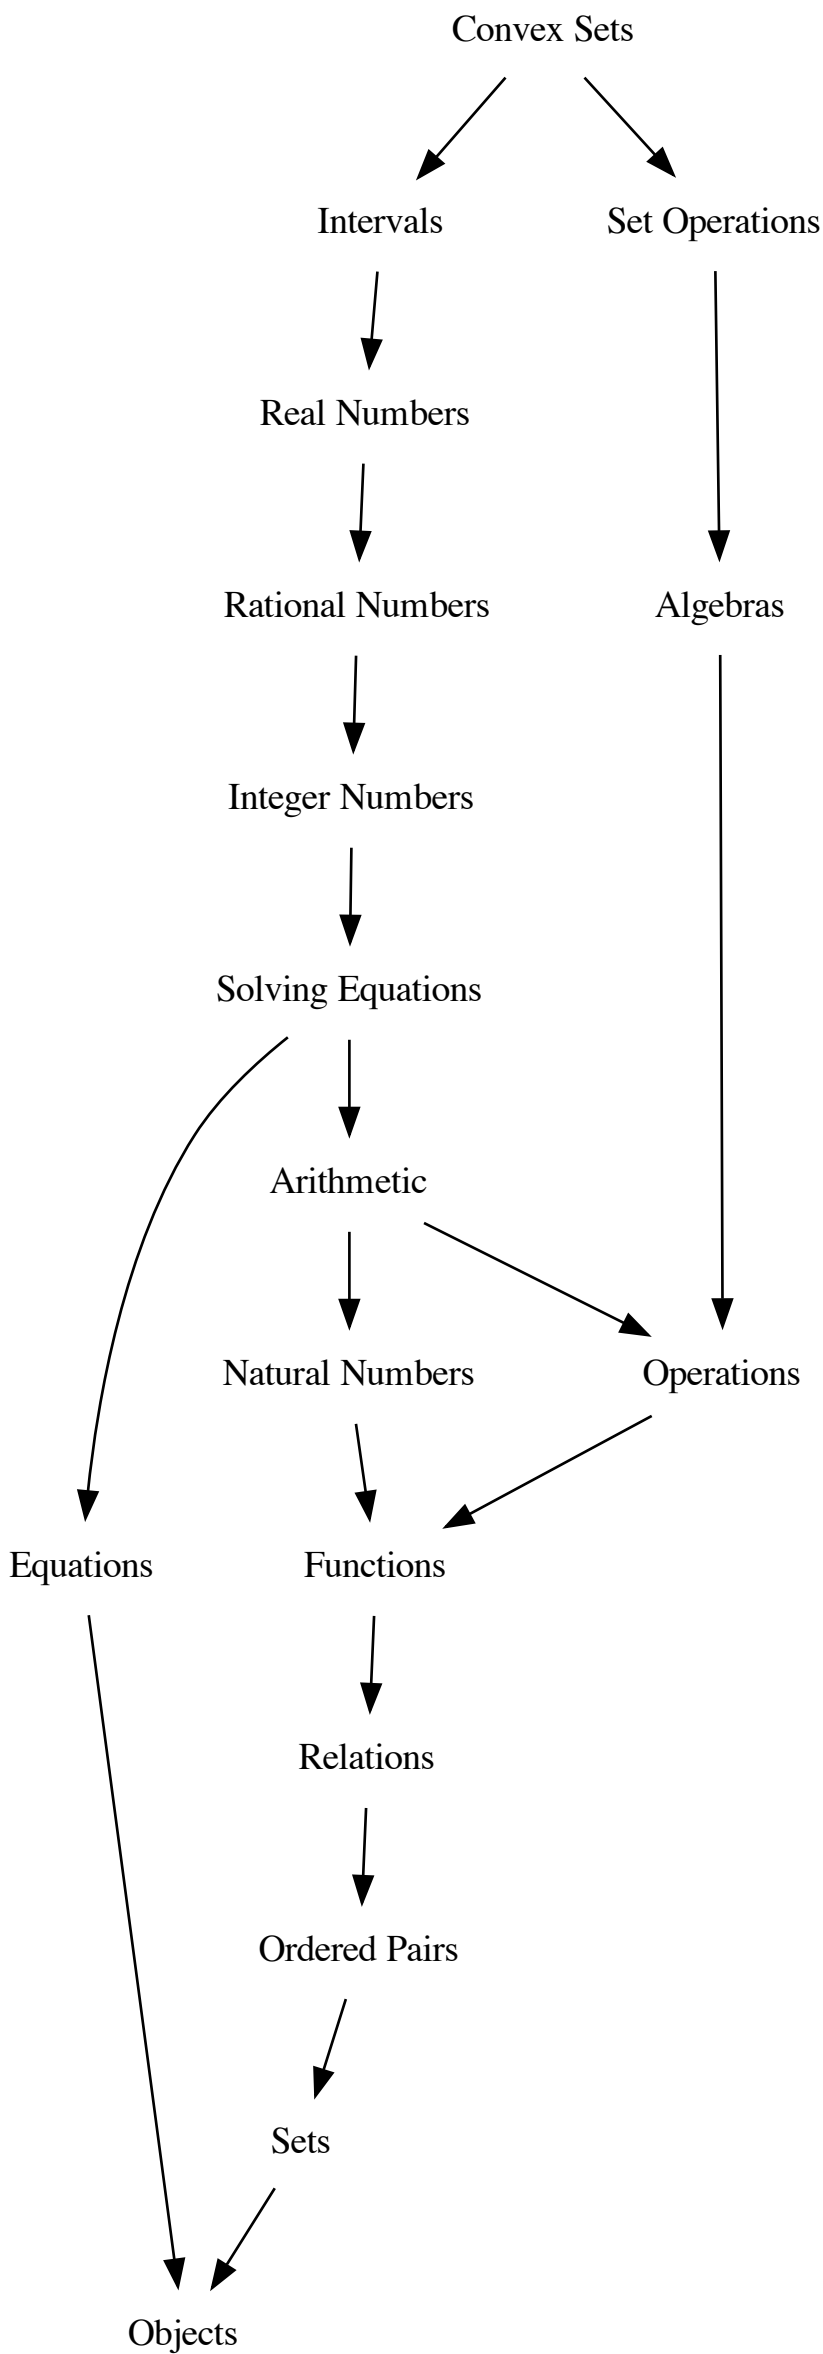 Convex Sets
Intervals
Set Operations
Real Numbers
Rational Numbers
Algebras
Integer Numbers
Solving Equations
Arithmetic
Natural Numbers
Operations
Equations
Functions
Relations
Ordered Pairs
Sets
Objects